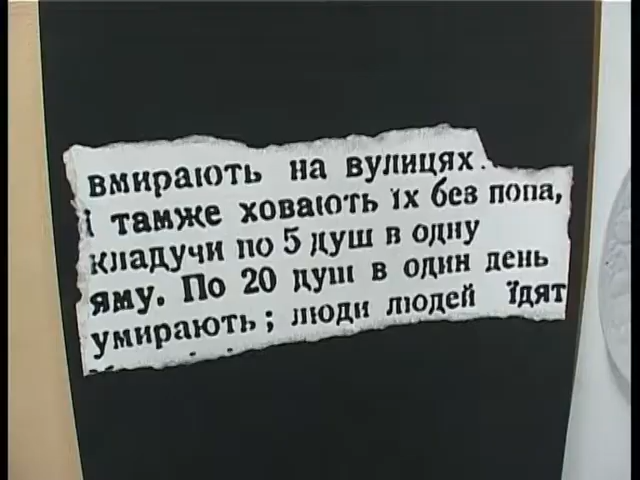 вмирають на вулицях.
І тамже ховають їх без попа,
кладучи по 5 душ в одну
яму. По 20 душ в один день
умирають; люди людей їдят